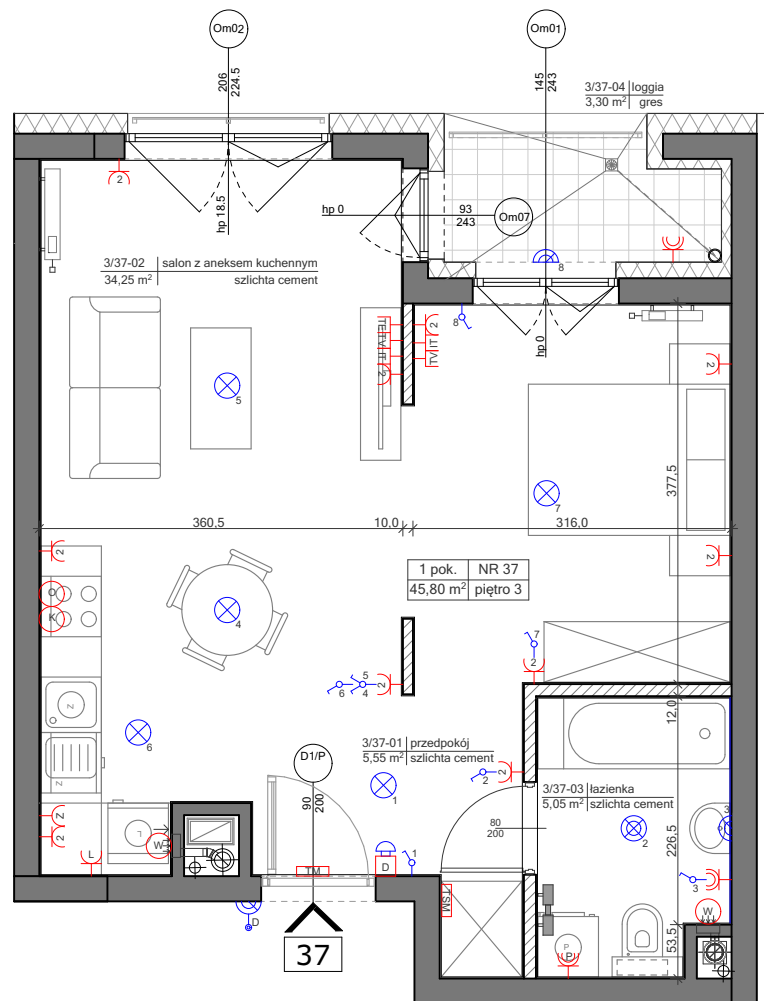 Om02
Om01
206
224.5
145
243
3/37-04 loggia
3,30 m² gres
2
hp 18.5
hp 0
93
243
Om07
8
3/37-02 salon z aneksem kuchennym
34,25 m² szlichta cement
8
hp 0
TE TV IT 2
2
TV IT
2
5
7
377,5
360,5
10,0
316,0
2
2
1 pok. NR 37
45,80 m² piętro 3
O
K
4
7
2
5
6 4
2
Z
6
3/37-01 przedpokój
5,55 m² szlichta cement
12,0
D1/P
2
2
3/37-03 łazienka
5,05 m² szlichta cement
Z
90
200
1
80
200
3
2
226,5
Z
2
L
L
W
1
TM
D
3
TSM
W
D
37
P
P
53,5